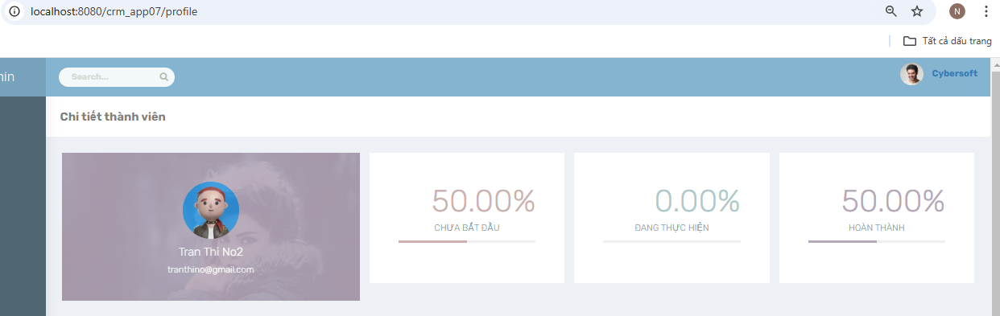 localhost:8080/crm_app07/profile
N
Tất cả dấu trang
min
Search...
Cybersoft
Chi tiết thành viên
Tran Thi No2
tranthino@gmail.com
50.00%
CHƯA BẮT ĐẦU
0.00%
ĐANG THỰC HIỆN
50.00%
HOÀN THÀNH